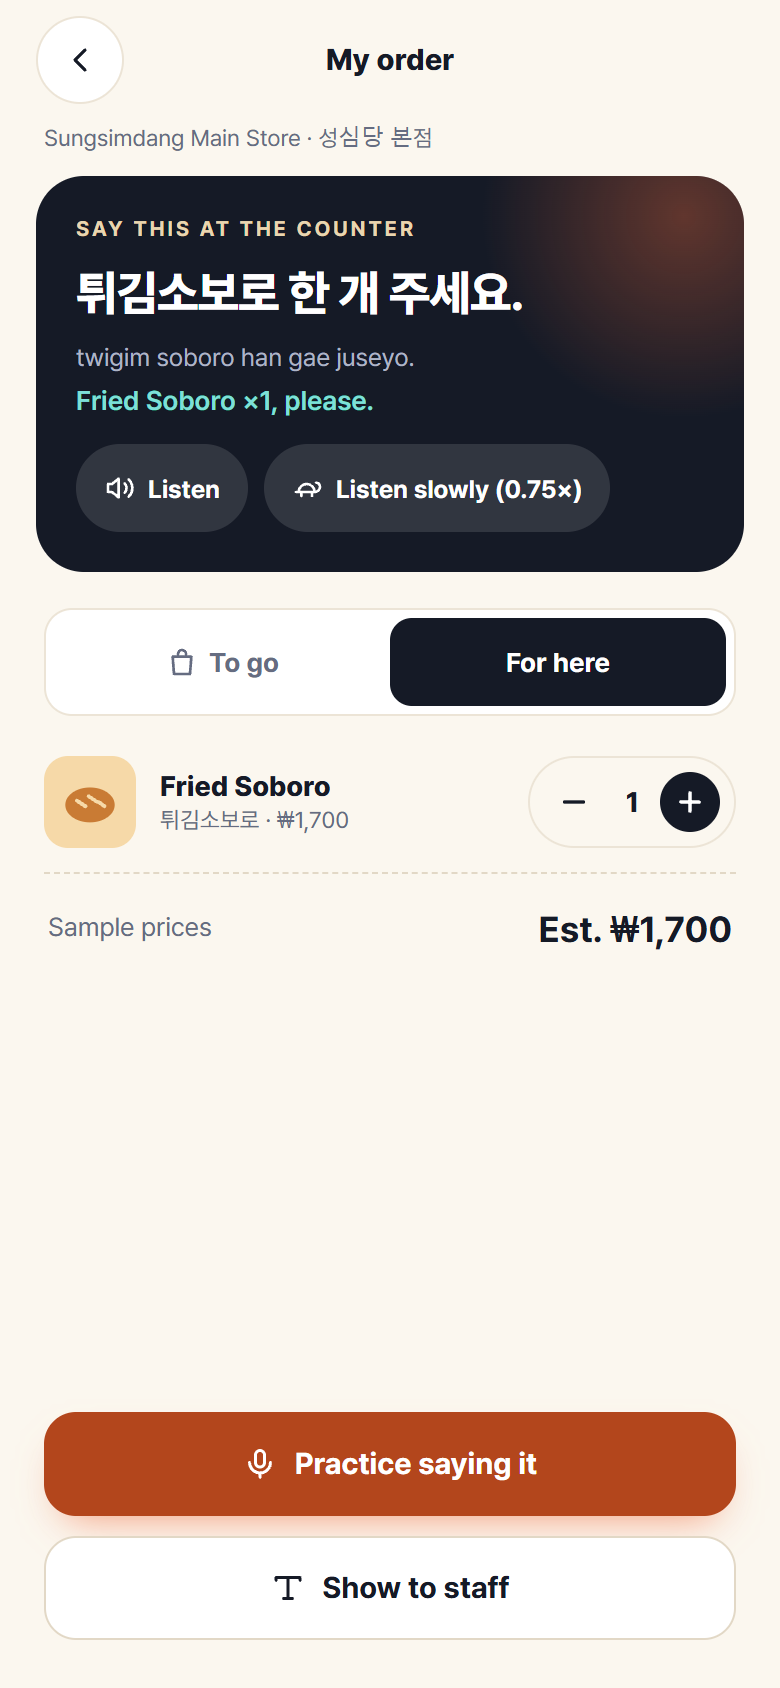 My order
Sungsimdang Main Store · 성심당 본점
SAY THIS AT THE COUNTER
튀김소보로 한 개 주세요.
twigim soboro han gae juseyo.
Fried Soboro ×1, please.
Listen
Listen slowly (0.75×)
To go
For here
Fried Soboro
튀김소보로 · ₩1,700
1
Sample prices
Est. ₩1,700
Practice saying it
Show to staff